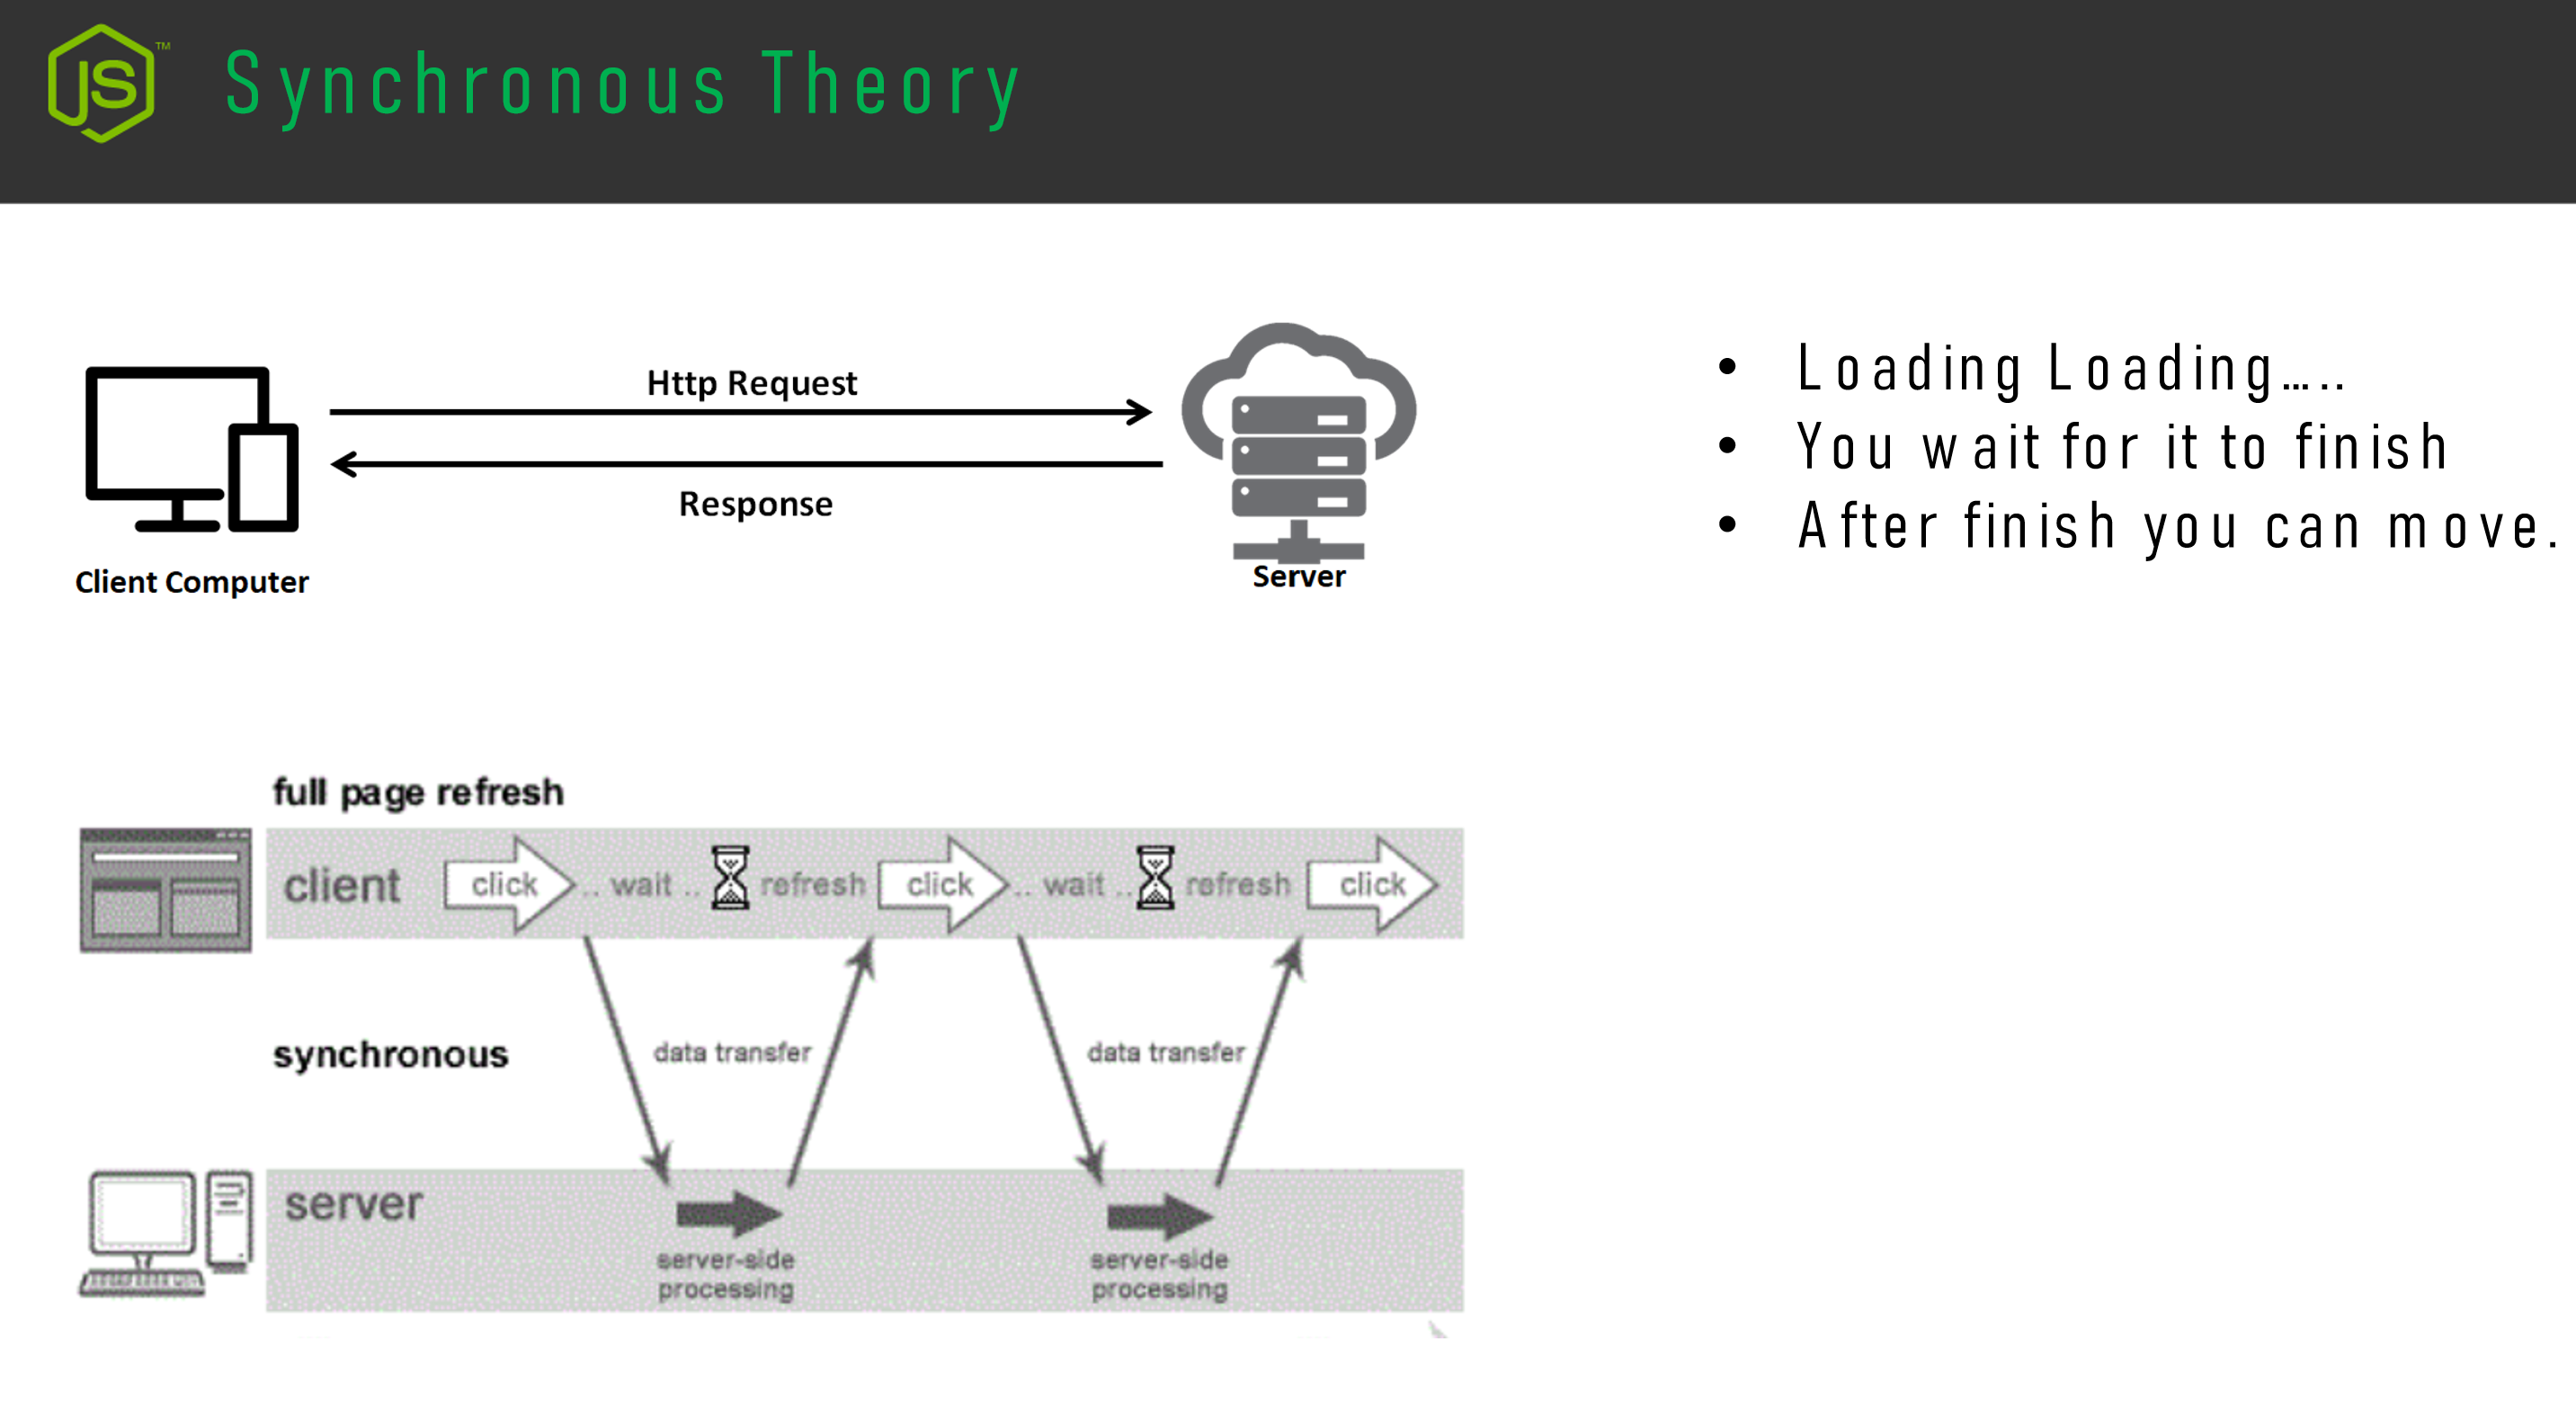 JS™
Synchronous Theory
Http Request
Response
Client Computer
Server
• Loading Loading…..
• You wait for it to finish
• After finish you can move.
full page refresh
client click .. wait .. refresh click .. wait .. refresh click
synchronous data transfer data transfer
server
server-side server-side
processing processing